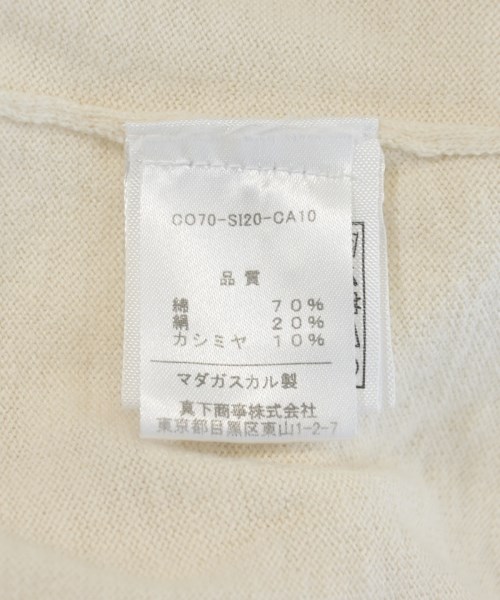 CO70-SI20-CA10
品質
綿 70%
絹 20%
カシミヤ 10%
マダガスカル製
真下商事株式会社
東京都目黒区東山1-2-7